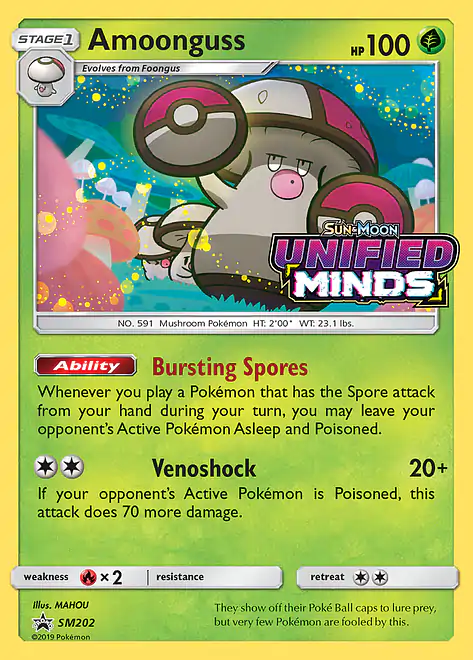 STAGE1
Amoonguss
HP 100
Evolves from Foongus
SUN & MOON
UNIFIED
MINDS
NO. 591 Mushroom Pokémon HT: 2'00" WT: 23.1 lbs.
Ability Bursting Spores
Whenever you play a Pokémon that has the Spore attack
from your hand during your turn, you may leave your
opponent's Active Pokémon Asleep and Poisoned.
Venoshock 20+
If your opponent's Active Pokémon is Poisoned, this
attack does 70 more damage.
weakness × 2 resistance retreat
Illus. MAHOU
SM202
©2019 Pokémon
They show off their Poké Ball caps to lure prey,
but very few Pokémon are fooled by this.